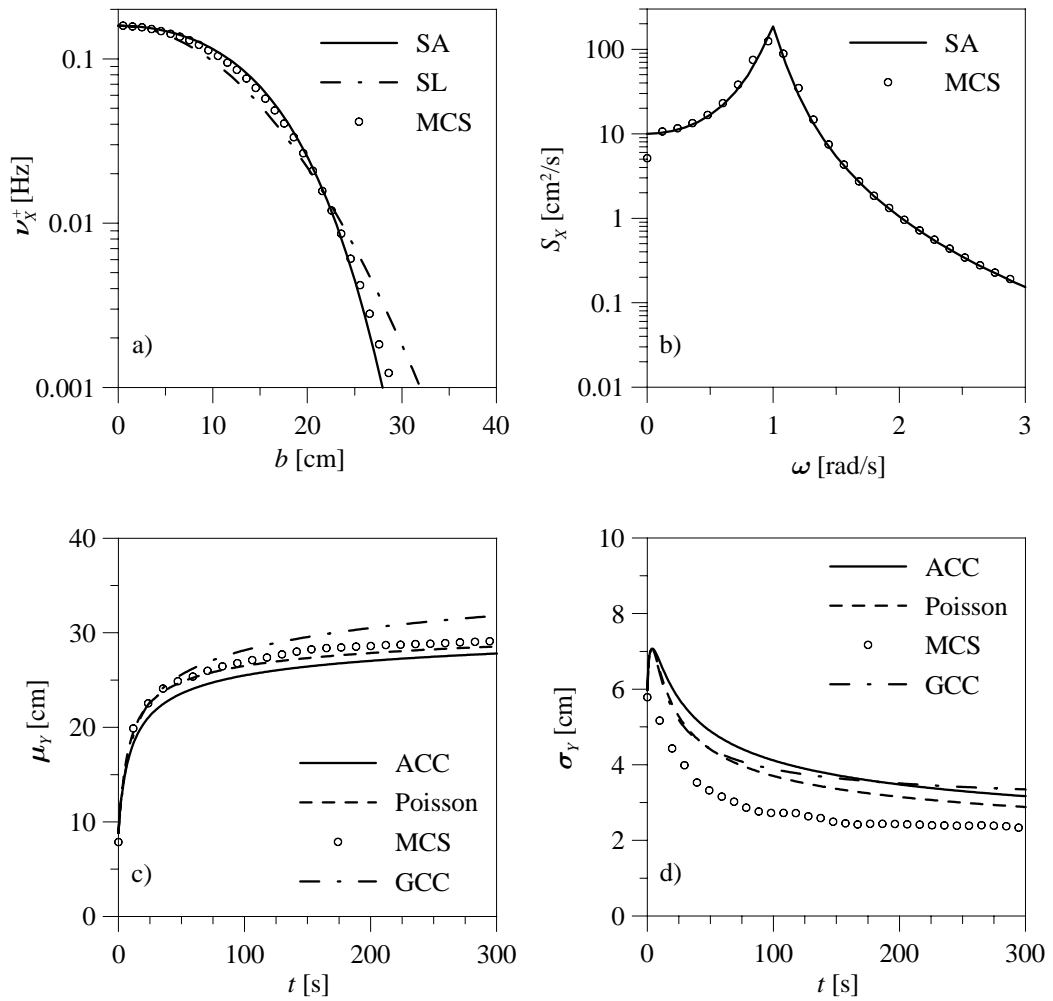 0.1
0.01
0.001
ν_X^+ [Hz]
SA
SL
MCS
a)
0 10 20 30 40
b [cm]
100
10
1
0.1
0.01
S_X [cm²/s]
SA
MCS
b)
0 1 2 3
ω [rad/s]
40
30
20
10
0
μ_Y [cm]
ACC
Poisson
MCS
GCC
c)
0 100 200 300
t [s]
10
8
6
4
2
0
σ_Y [cm]
ACC
Poisson
MCS
GCC
d)
0 100 200 300
t [s]